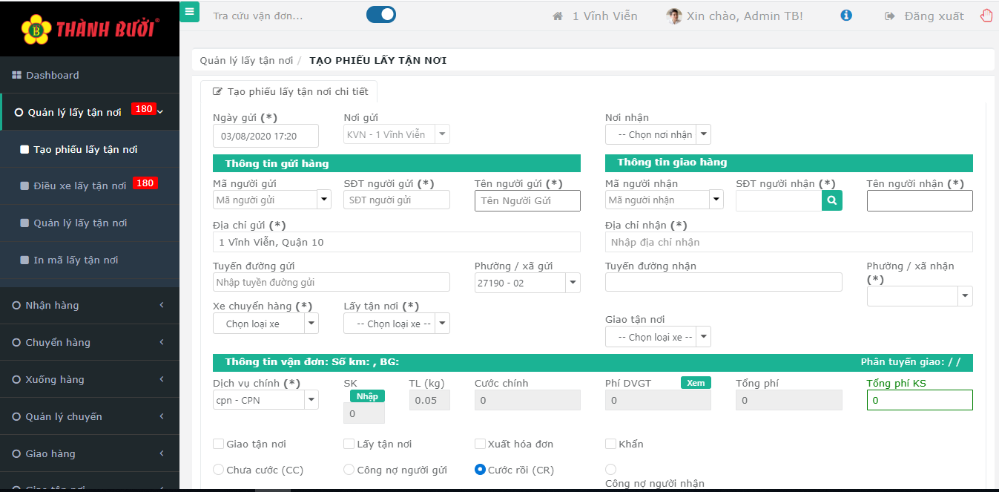 THÀNH BƯỞI®
Tra cứu vận đơn...
1 Vĩnh Viễn
Xin chào, Admin TB!
Đăng xuất
Dashboard
Quản lý lấy tận nơi 180
Tạo phiếu lấy tận nơi
Điều xe lấy tận nơi 180
Quản lý lấy tận nơi
In mã lấy tận nơi
Nhận hàng
Chuyển hàng
Xuống hàng
Quản lý chuyến
Giao hàng
Giao tận nơi
Quản lý lấy tận nơi / TẠO PHIẾU LẤY TẬN NƠI
Tạo phiếu lấy tận nơi chi tiết
Ngày gửi (*) Nơi gửi Nơi nhận
03/08/2020 17:20 KVN - 1 Vĩnh Viễn -- Chọn nơi nhận
Thông tin gửi hàng Thông tin giao hàng
Mã người gửi SĐT người gửi (*) Tên người gửi (*) Mã người nhận SĐT người nhận (*) Tên người nhận (*)
Mã người gửi SĐT người gửi Tên Người Gửi Mã người nhận
Địa chỉ gửi (*) Địa chỉ nhận (*)
1 Vĩnh Viễn, Quận 10 Nhập địa chỉ nhận
Tuyến đường gửi Phường / xã gửi Tuyến đường nhận Phường / xã nhận
(*)
Nhập tuyền đường gửi 27190 - 02
Xe chuyển hàng (*) Lấy tận nơi (*)
Giao tận nơi
Chọn loại xe -- Chọn loại xe --
-- Chọn loại xe --
Thông tin vận đơn: Số km: , BG: Phân tuyến giao: / /
Dịch vụ chính (*) SK TL (kg) Cước chính Phí DVGT Xem Tổng phí Tổng phí KS
Nhập
cpn - CPN 0 0.05 0 0 0 0
Giao tận nơi Lấy tận nơi Xuất hóa đơn Khẩn
Chưa cước (CC) Công nợ người gửi Cước rồi (CR)
Công nợ người nhận